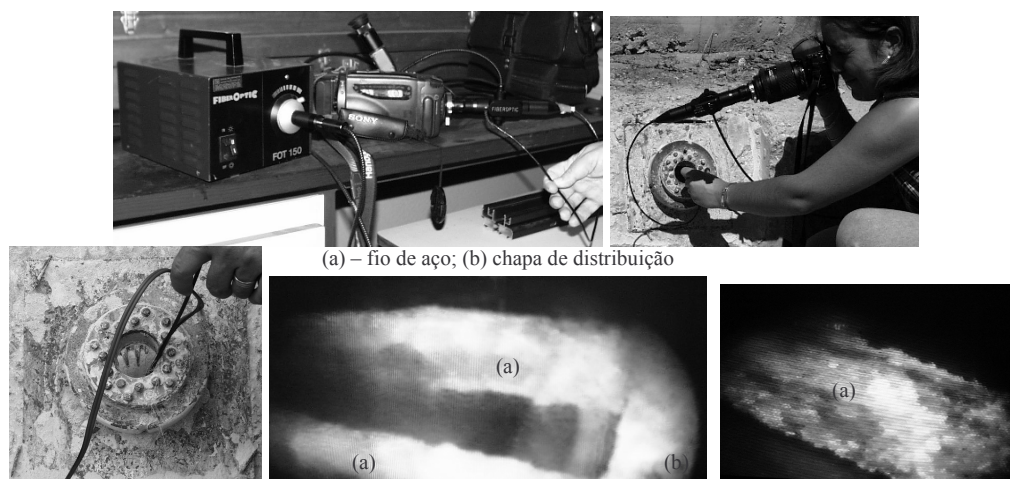 FIBEROPTIC
FOT 150
SONY
FIBEROPTIC
(a) – fio de aço; (b) chapa de distribuição
(a)
(a)
(b)
(a)